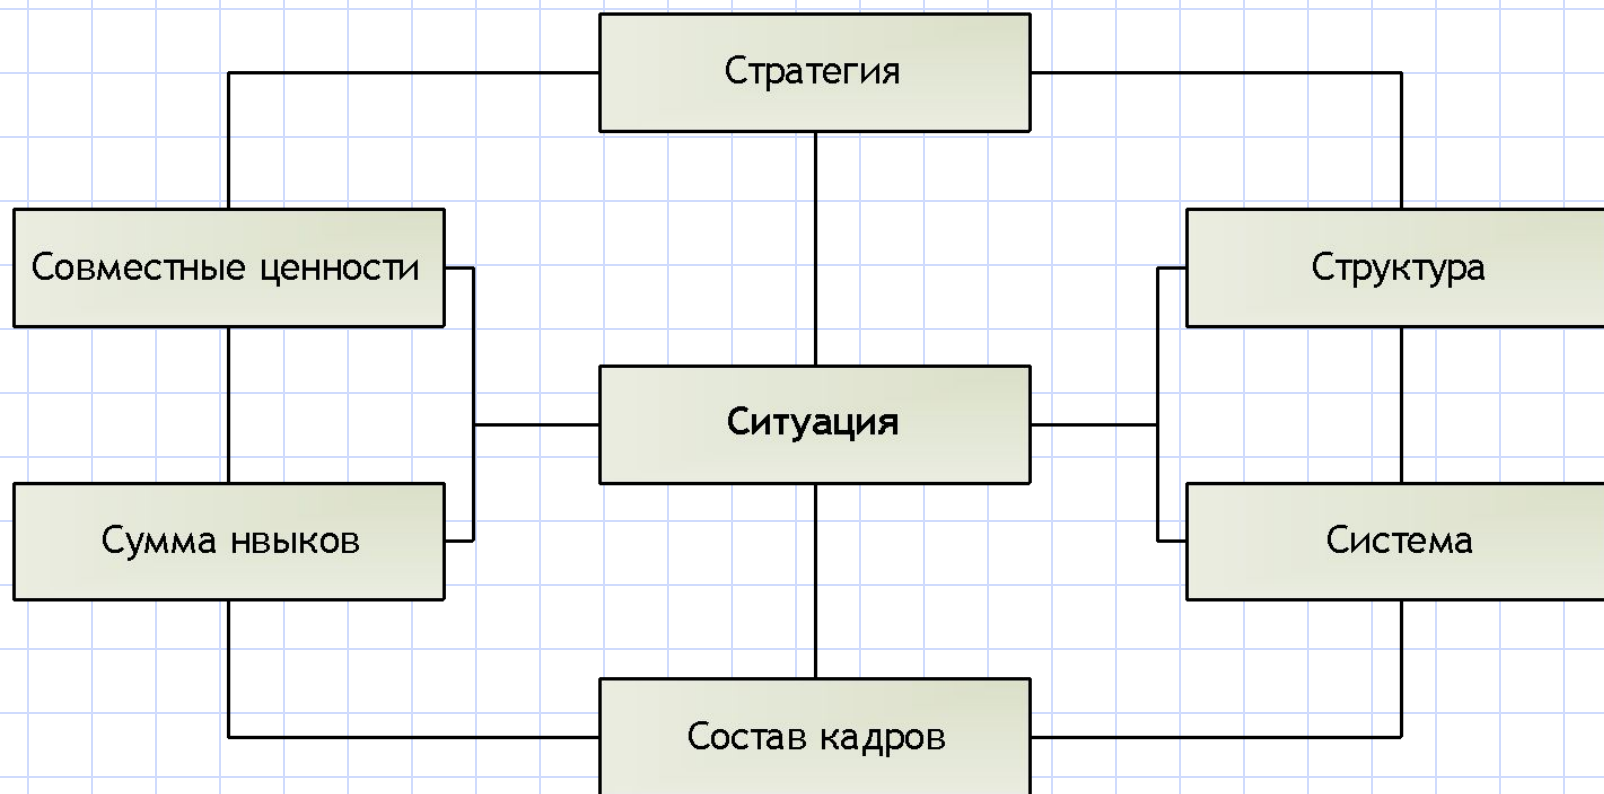 Стратегия
Совместные ценности
Структура
Ситуация
Сумма нвыков
Система
Состав кадров